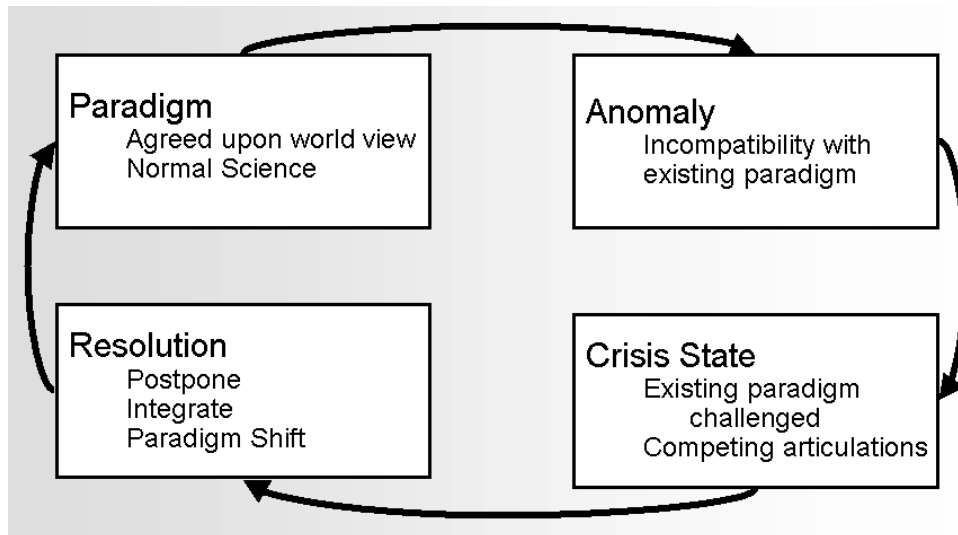 Paradigm
Agreed upon world view
Normal Science
Anomaly
Incompatibility with
existing paradigm
Resolution
Postpone
Integrate
Paradigm Shift
Crisis State
Existing paradigm
challenged
Competing articulations